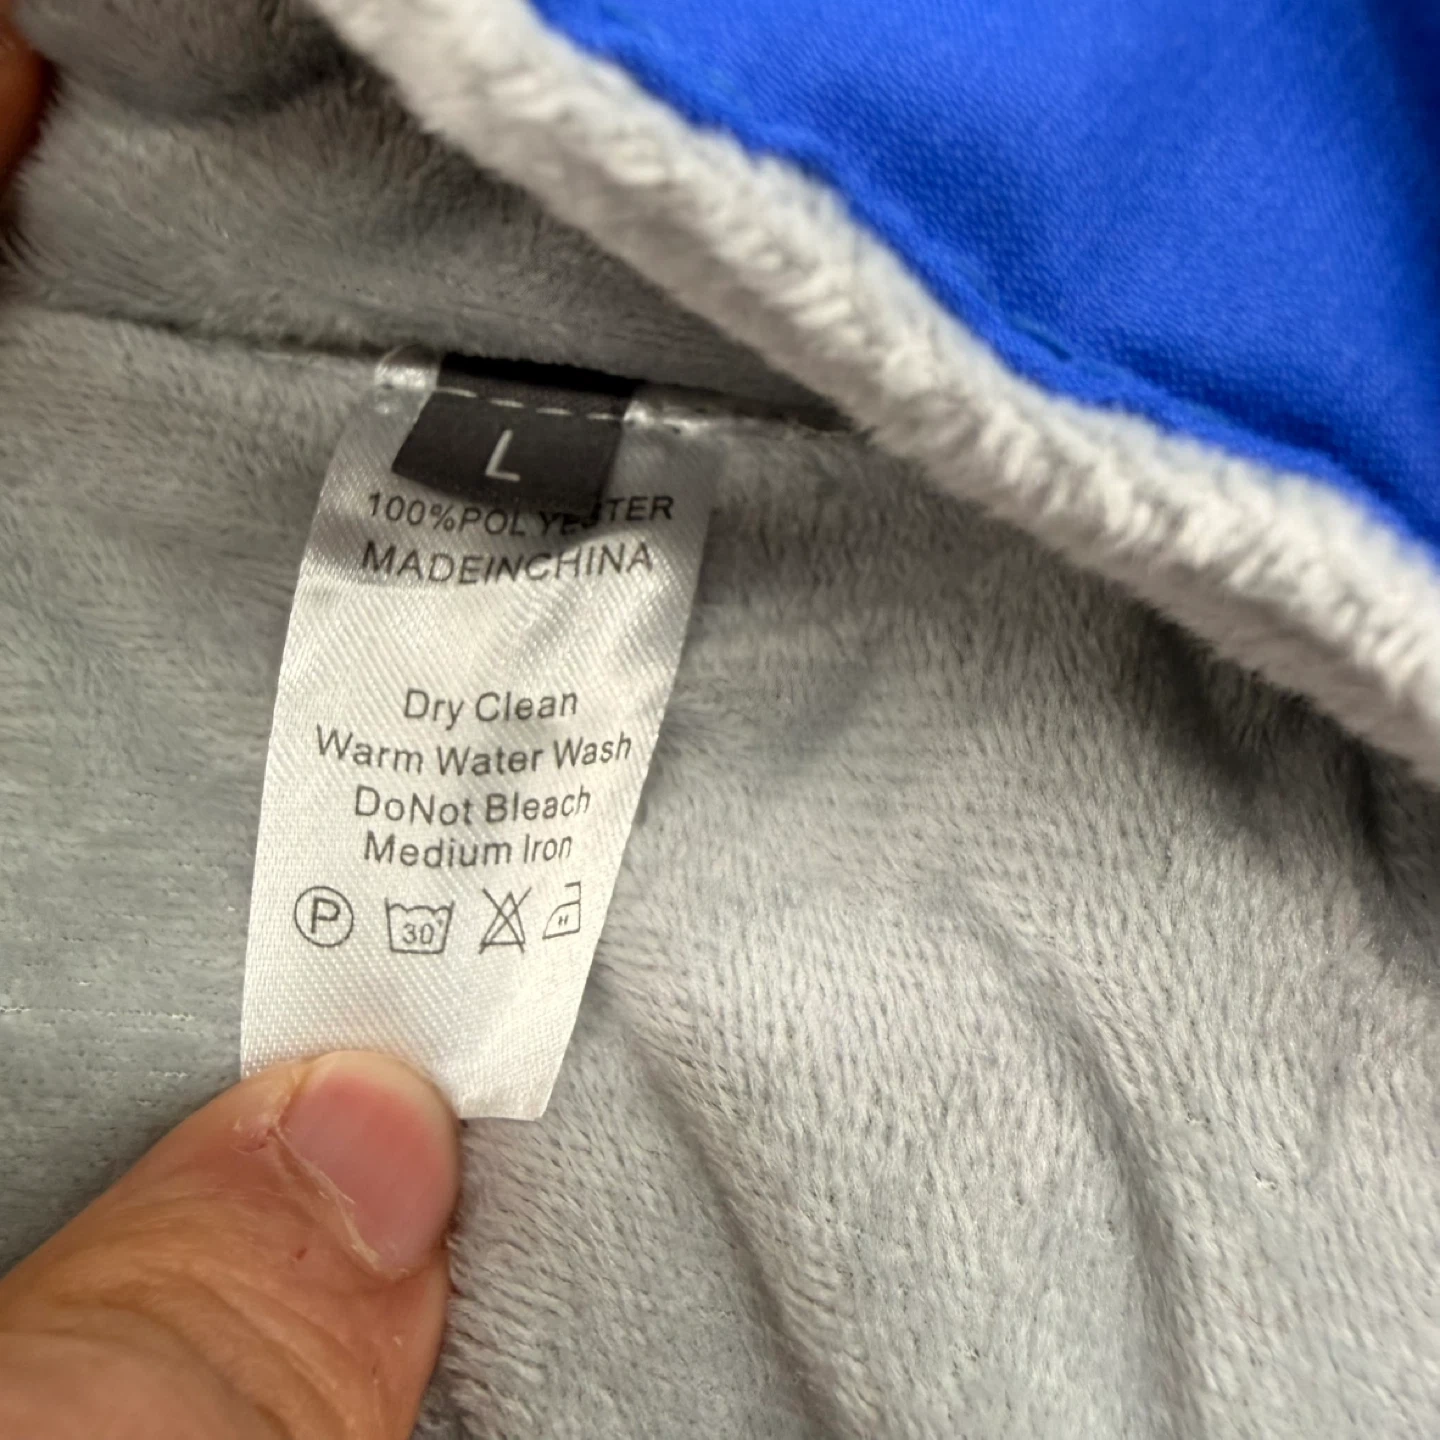 L
100%POLYESTER
MADEINCHINA
Dry Clean
Warm Water Wash
DoNot Bleach
Medium Iron
P 30° H